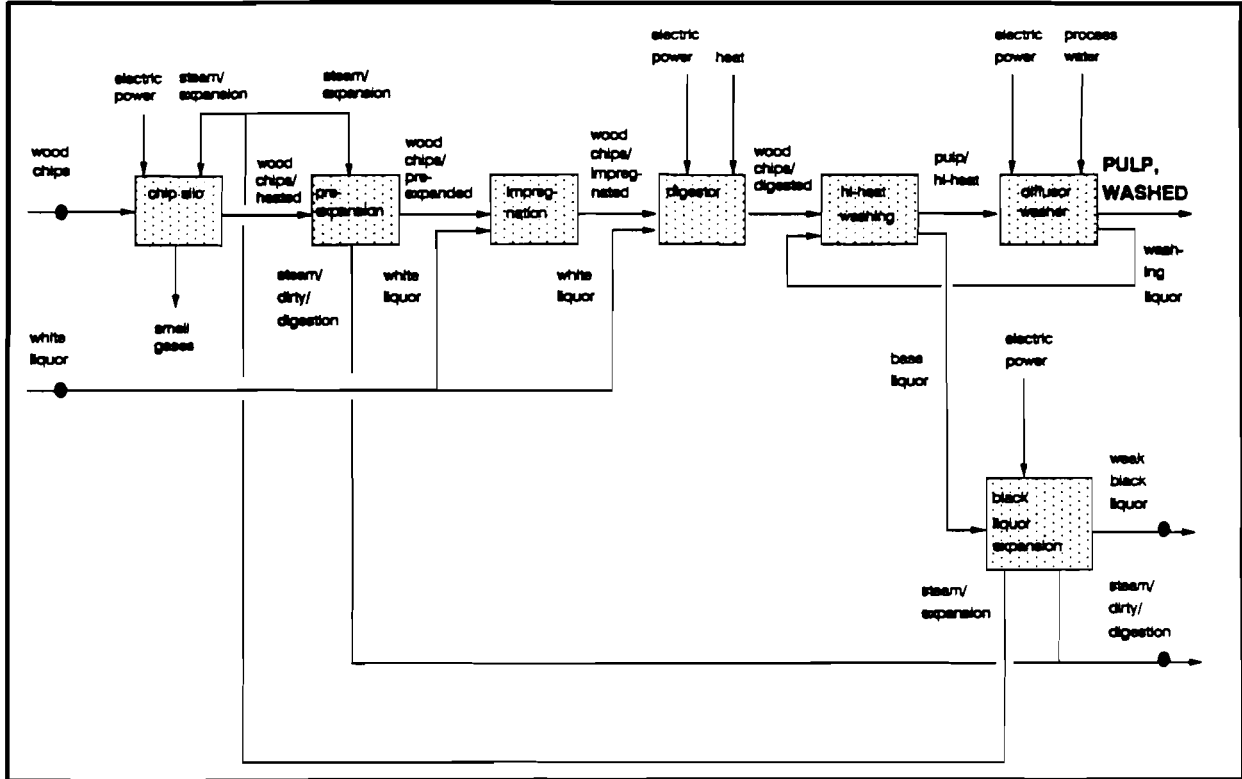 electric
power
heat
electric
power
process
water
electric
power
steam/
expansion
steam/
expansion
wood
chips
chip silo
wood
chips/
heated
pre-
expansion
wood
chips/
pre-
expanded
impreg-
nation
wood
chips/
impreg-
nated
digestor
wood
chips/
digested
hi-heat
washing
pulp/
hi-heat
diffusor
washer
PULP,
WASHED
smell
gases
steam/
dirty/
digestion
white
liquor
white
liquor
wash-
ing
liquor
white
liquor
base
liquor
electric
power
black
liquor
expansion
weak
black
liquor
steam/
expansion
steam/
dirty/
digestion